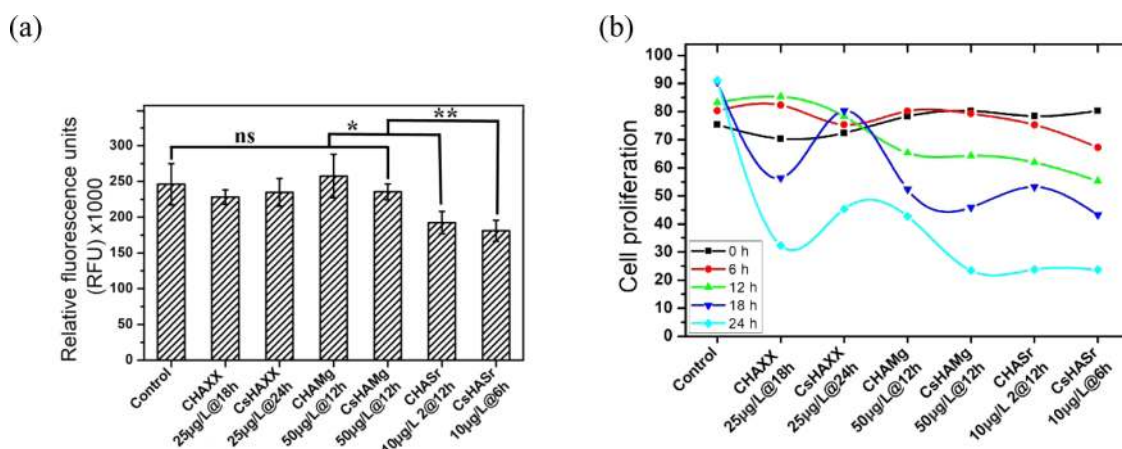 (a)
Relative fluorescence units
(RFU) x1000
300
250
200
150
100
50
0
ns
*
**
Control
CHAXX
25µg/L@18h
CsHAXX
25µg/L@24h
CHAMg
50µg/L@12h
CsHAMg
50µg/L@12h
CHASr
10µg/L 2@12h
CsHASr
10µg/L@6h
(b)
Cell proliferation
100
90
80
70
60
50
40
30
20
10
0
0 h
6 h
12 h
18 h
24 h
Control
CHAXX
25µg/L@18h
CsHAXX
25µg/L@24h
CHAMg
50µg/L@12h
CsHAMg
50µg/L@12h
CHASr
10µg/L 2@12h
CsHASr
10µg/L@6h